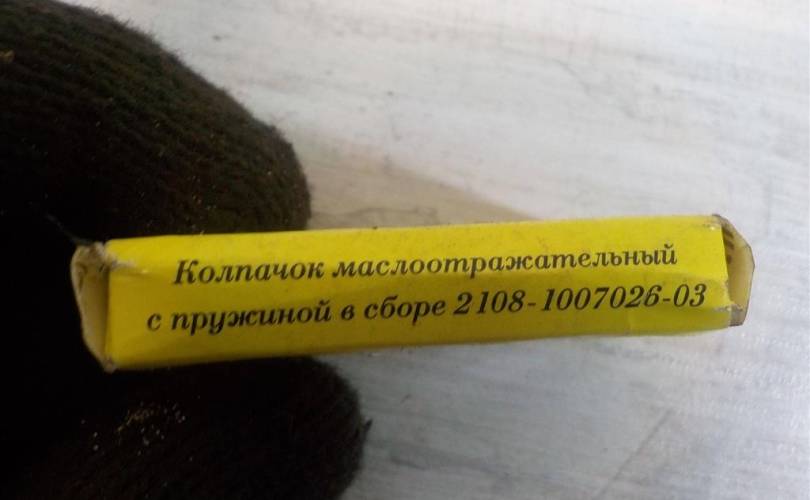 Колпачок маслоотражательный
с пружиной в сборе 2108-1007026-03